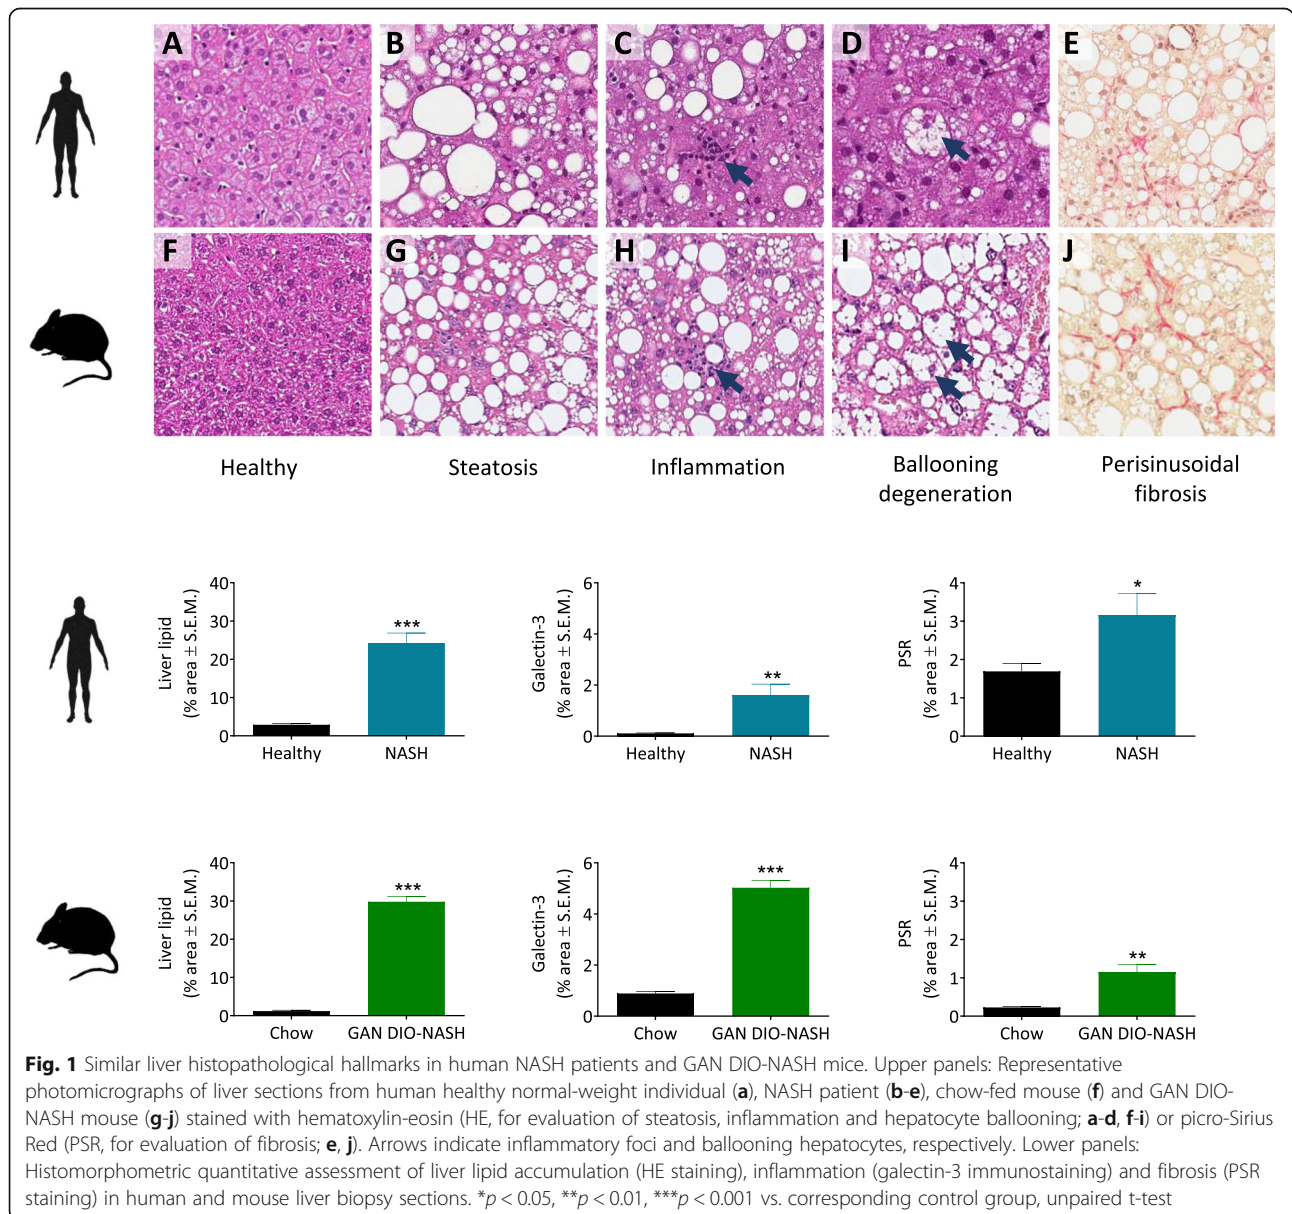 A B C D E
F G H I J
Healthy Steatosis Inflammation Ballooning degeneration Perisinusoidal fibrosis
Liver lipid
(% area ± S.E.M.)
40
30
20
10
0
***
Healthy NASH
Galectin-3
(% area ± S.E.M.)
6
4
2
0
**
Healthy NASH
PSR
(% area ± S.E.M.)
4
3
2
1
0
*
Healthy NASH
Liver lipid
(% area ± S.E.M.)
40
30
20
10
0
***
Chow GAN DIO-NASH
Galectin-3
(% area ± S.E.M.)
6
4
2
0
***
Chow GAN DIO-NASH
PSR
(% area ± S.E.M.)
4
3
2
1
0
**
Chow GAN DIO-NASH
Fig. 1 Similar liver histopathological hallmarks in human NASH patients and GAN DIO-NASH mice. Upper panels: Representative
photomicrographs of liver sections from human healthy normal-weight individual (a), NASH patient (b-e), chow-fed mouse (f) and GAN DIO-
NASH mouse (g-j) stained with hematoxylin-eosin (HE, for evaluation of steatosis, inflammation and hepatocyte ballooning; a-d, f-i) or picro-Sirius
Red (PSR, for evaluation of fibrosis; e, j). Arrows indicate inflammatory foci and ballooning hepatocytes, respectively. Lower panels:
Histomorphometric quantitative assessment of liver lipid accumulation (HE staining), inflammation (galectin-3 immunostaining) and fibrosis (PSR
staining) in human and mouse liver biopsy sections. *p < 0.05, **p < 0.01, ***p < 0.001 vs. corresponding control group, unpaired t-test